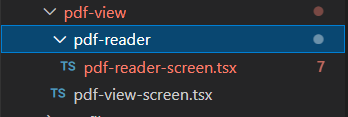 pdf-view
pdf-reader
TS pdf-reader-screen.tsx 7
TS pdf-view-screen.tsx